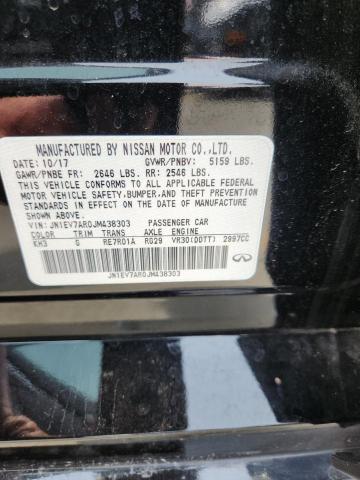 MANUFACTURED BY NISSAN MOTOR CO.,LTD.
DATE: 10/17 GVWR/PNBV: 5159 LBS.
GAWR/PNBE FR: 2646 LBS. RR: 2546 LBS.
THIS VEHICLE CONFORMS TO ALL APPLICABLE FEDERAL
MOTOR VEHICLE SAFETY,BUMPER,AND THEFT PREVENTION
STANDARDS IN EFFECT ON THE DATE OF
MANUFACTURE SHOWN ABOVE.
VIN: JN1EV7AR0JM438303 PASSENGER CAR
COLOR TRIM TRANS AXLE ENGINE
KH3 G RE7R01A RG29 VR30(DDTT) 2997CC
JN1EV7AR0JM438303
INFINITI